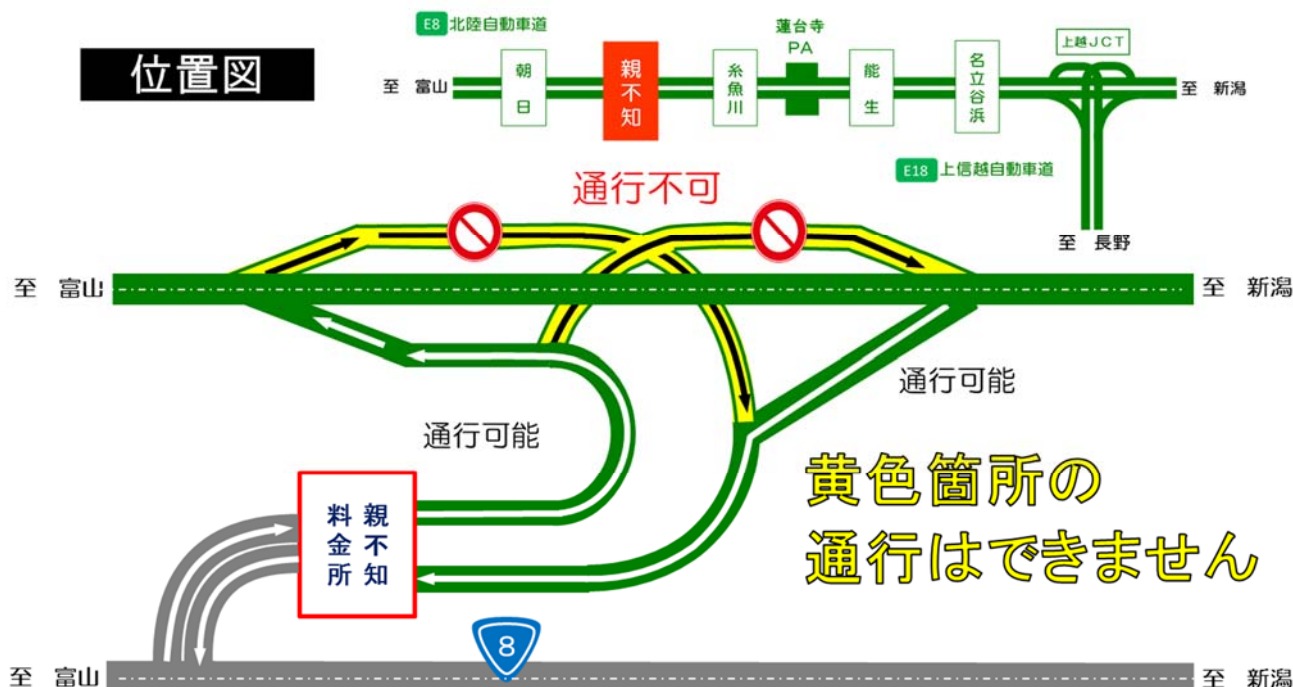 位置図
E8 北陸自動車道
至 富山
朝日
親不知
糸魚川
蓮台寺
PA
能生
名立谷浜
上越JCT
至 新潟
E18 上信越自動車道
至 長野
通行不可
至 富山
至 新潟
通行可能
通行可能
親不知
料金所
黄色箇所の
通行はできません
8
至 富山
至 新潟